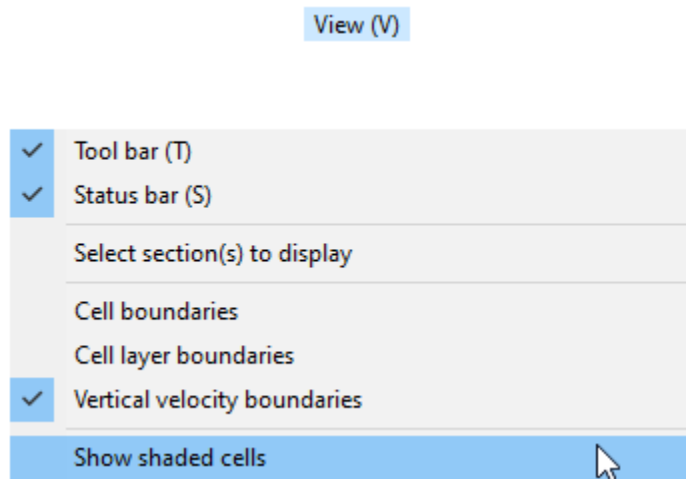 View (V)
Tool bar (T)
Status bar (S)
Select section(s) to display
Cell boundaries
Cell layer boundaries
Vertical velocity boundaries
Show shaded cells